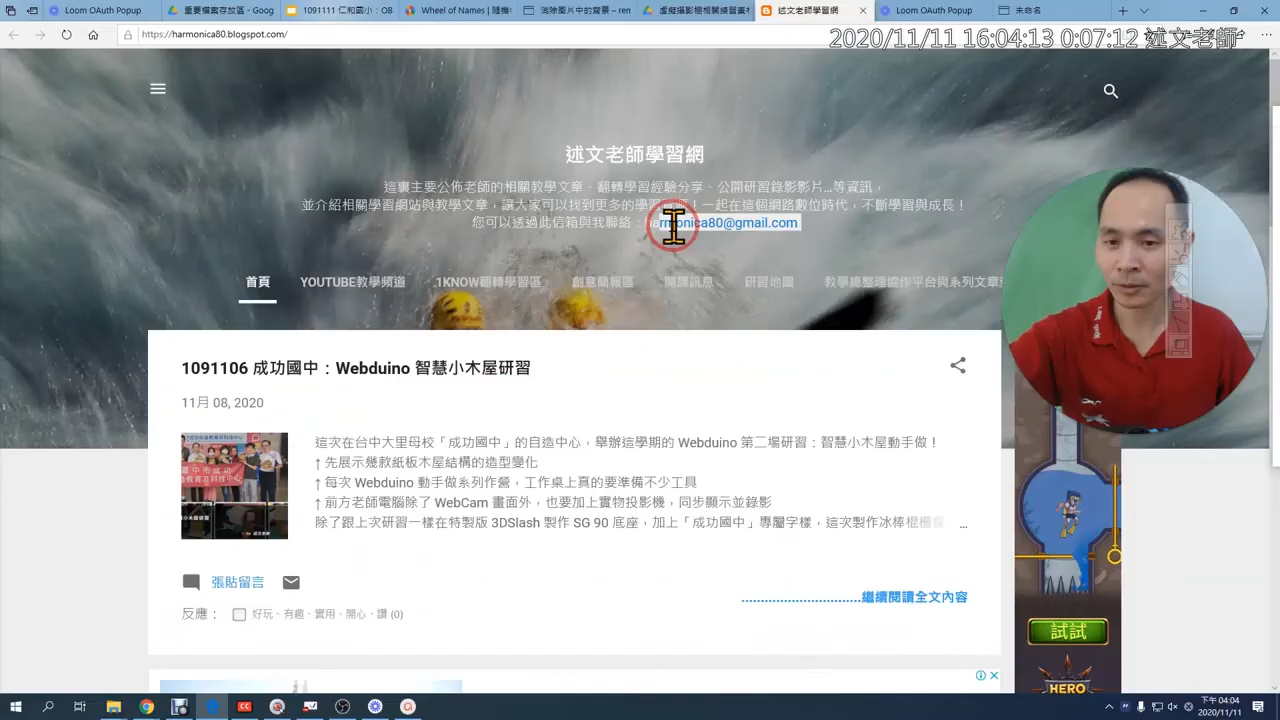 Loom OAuth Popup
重要檔案存放區 - Goog
1091111 仁和國小：OB
Wheel of Names | 隨機
消除图片中的背景 – rem
虛擬攝影棚相關練習畫
述文老師學習網
Loom OAuth Popup
未命名
https://harmonica80.blogspot.com/
2020/11/11 16:04:13 0:07:12 述文老師
述文老師學習網
這裏主要公佈老師的相關教學文章、翻轉學習經驗分享、公開研習錄影影片...等資訊，
並介紹相關學習網站與教學文章，讓大家可以找到更多的學習資源！一起在這個網路數位時代，不斷學習與成長！
您可以透過此信箱與我聯絡：harmonica80@gmail.com
首頁 YOUTUBE教學頻道 1KNOW翻轉學習區 創意簡報區 開課訊息 研習地圖 教學總整理協作平台與系列文章
1091106 成功國中：Webduino 智慧小木屋研習
11月 08, 2020
這次在台中大里母校「成功國中」的自造中心，舉辦這學期的 Webduino 第二場研習：智慧小木屋動手做！
↑先展示幾款紙板木屋結構的造型變化
↑每次 Webduino 動手做系列作營，工作桌上真的要準備不少工具
↑前方老師電腦除了 WebCam 畫面外，也要加上實物投影機，同步顯示並錄影
除了跟上次研習一樣在特製版 3DSlash 製作 SG 90 底座，加上「成功國中」專屬字樣，這次製作冰棒棍柵 ...
張貼留言
..............................繼續閱讀全文內容
反應： 好玩、有趣、實用、開心、讚 (0)
試試
HERO
下午 04:04
2020/11/11